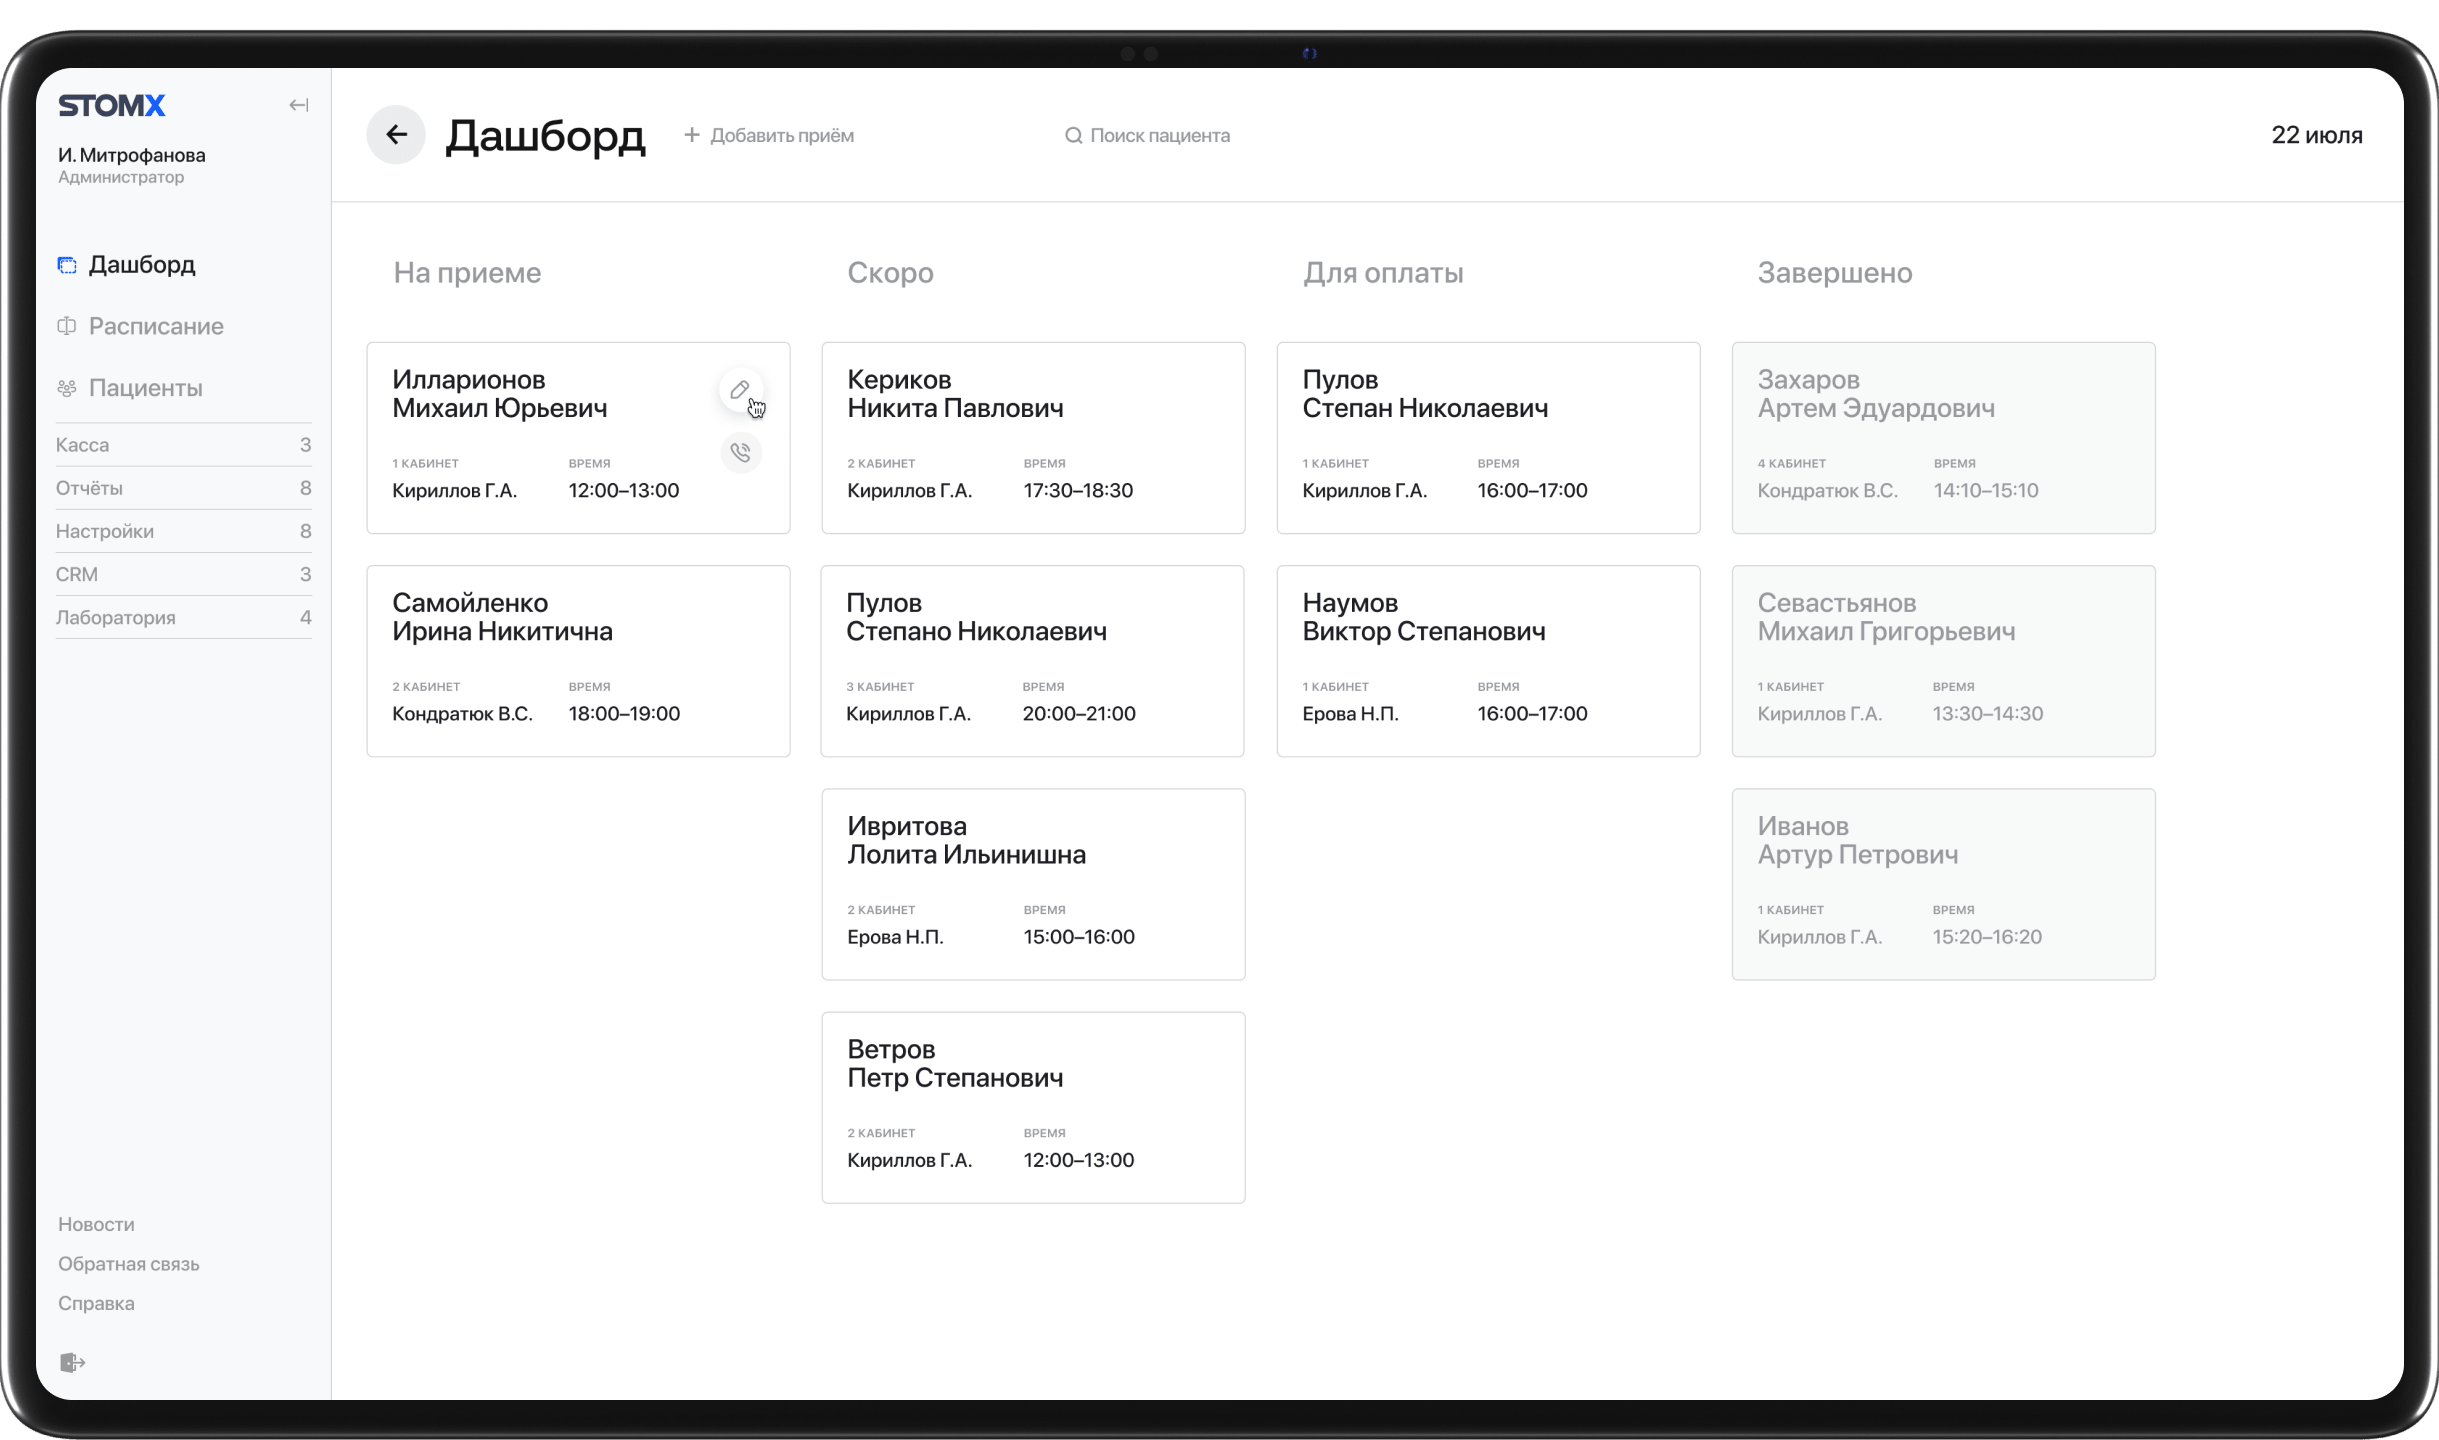 STOMX
И. Митрофанова
Администратор
Дашборд
Расписание
Пациенты
Касса 3
Отчёты 8
Настройки 8
CRM 3
Лаборатория 4
Новости
Обратная связь
Справка
Дашборд
Добавить приём
Поиск пациента
22 июля
На приеме
Илларионов
Михаил Юрьевич
1 КАБИНЕТ ВРЕМЯ
Кириллов Г.А. 12:00–13:00
Самойленко
Ирина Никитична
2 КАБИНЕТ ВРЕМЯ
Кондратюк В.С. 18:00–19:00
Скоро
Кериков
Никита Павлович
2 КАБИНЕТ ВРЕМЯ
Кириллов Г.А. 17:30–18:30
Пулов
Степано Николаевич
3 КАБИНЕТ ВРЕМЯ
Кириллов Г.А. 20:00–21:00
Ивритова
Лолита Ильинишна
2 КАБИНЕТ ВРЕМЯ
Ерова Н.П. 15:00–16:00
Ветров
Петр Степанович
2 КАБИНЕТ ВРЕМЯ
Кириллов Г.А. 12:00–13:00
Для оплаты
Пулов
Степан Николаевич
1 КАБИНЕТ ВРЕМЯ
Кириллов Г.А. 16:00–17:00
Наумов
Виктор Степанович
1 КАБИНЕТ ВРЕМЯ
Ерова Н.П. 16:00–17:00
Завершено
Захаров
Артем Эдуардович
4 КАБИНЕТ ВРЕМЯ
Кондратюк В.С. 14:10–15:10
Севастьянов
Михаил Григорьевич
1 КАБИНЕТ ВРЕМЯ
Кириллов Г.А. 13:30–14:30
Иванов
Артур Петрович
1 КАБИНЕТ ВРЕМЯ
Кириллов Г.А. 15:20–16:20